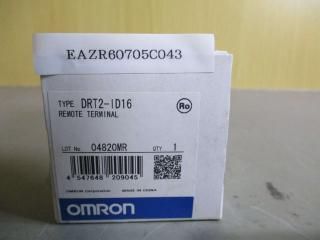 EAZR60705C043
TYPE DRT2-ID16
REMOTE TERMINAL
Ro
LOT No. 04820MR QTY 1
4 547648 209045
OMRON Corporation MADE IN CHINA
OMRON